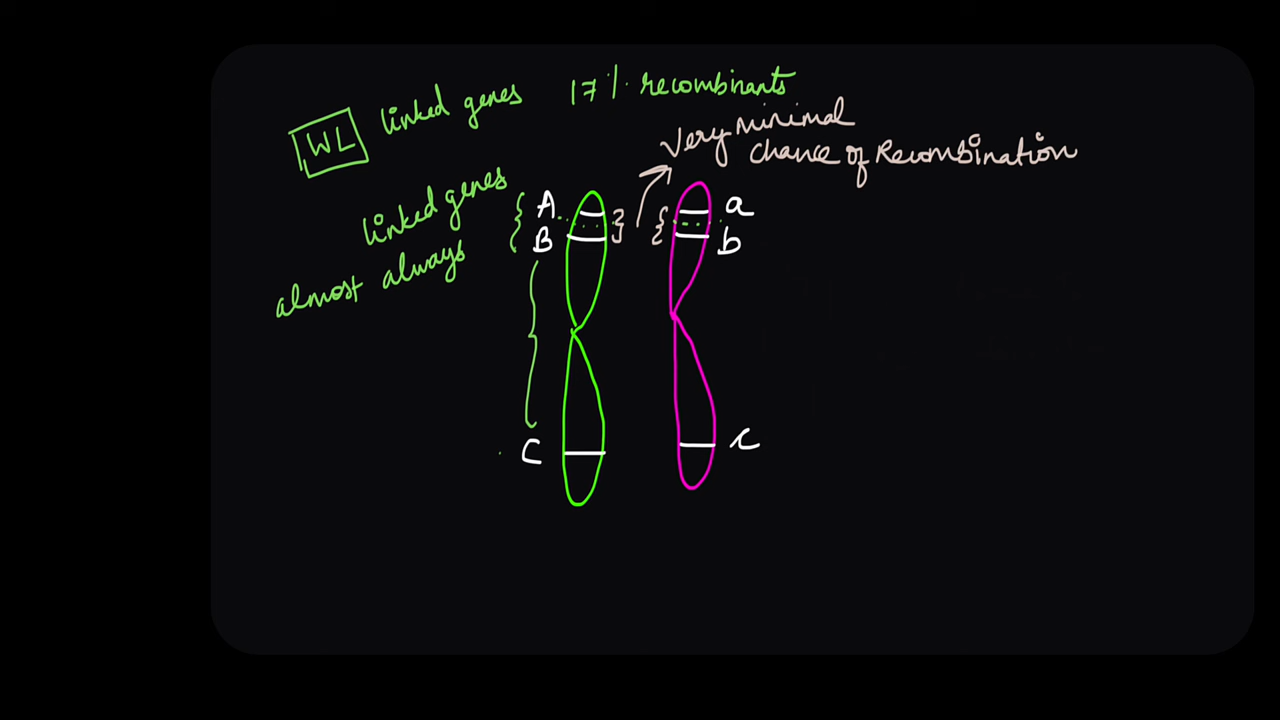 linked genes 17% recombinants
WL
Very minimal
chance of Recombination
linked genes
almost always
A
B
C
a
b
c